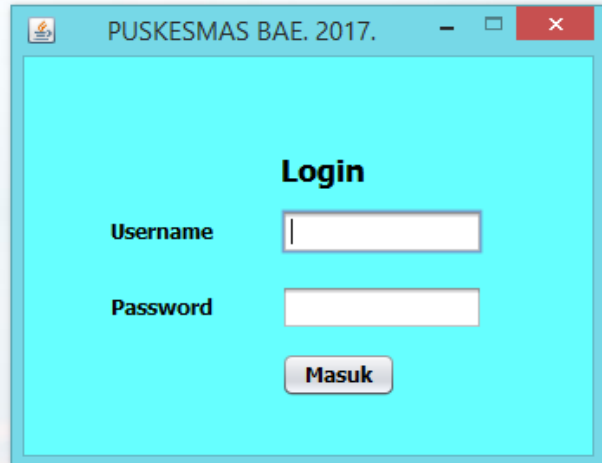 PUSKESMAS BAE. 2017.
Login
Username
Password
Masuk